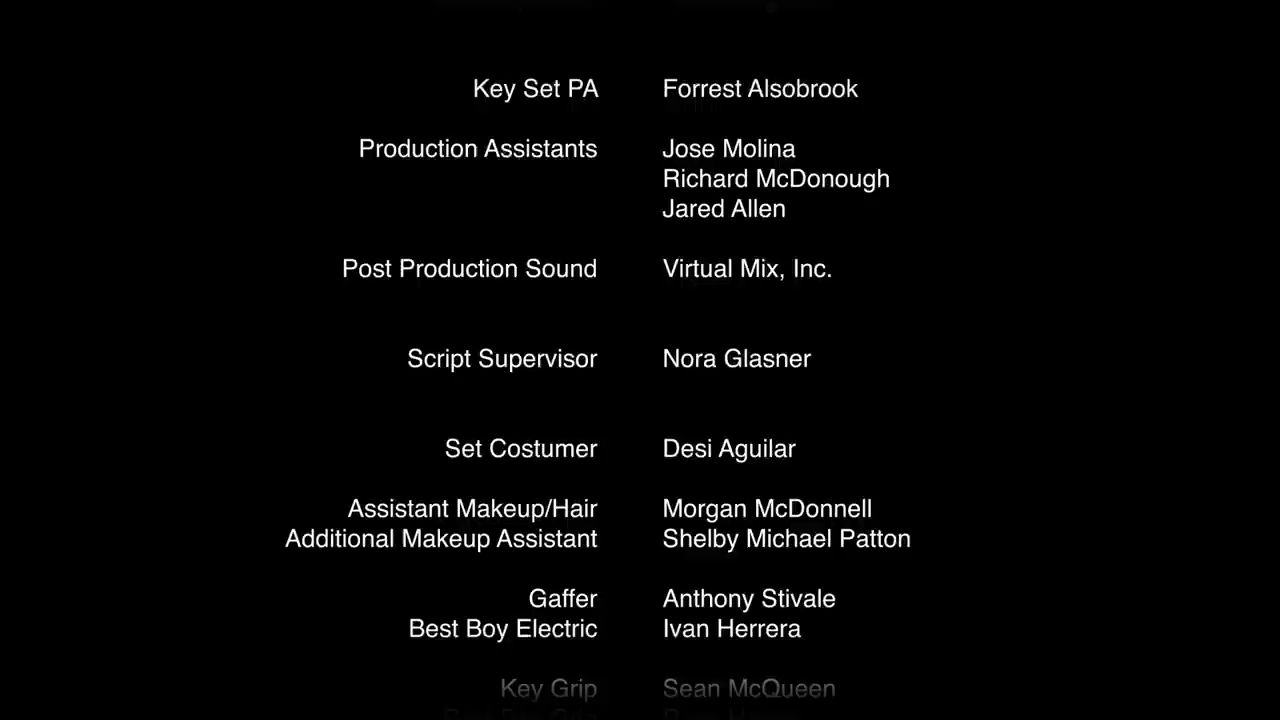 Key Set PA Forrest Alsobrook
Production Assistants Jose Molina
Richard McDonough
Jared Allen
Post Production Sound Virtual Mix, Inc.
Script Supervisor Nora Glasner
Set Costumer Desi Aguilar
Assistant Makeup/Hair Morgan McDonnell
Additional Makeup Assistant Shelby Michael Patton
Gaffer Anthony Stivale
Best Boy Electric Ivan Herrera
Key Grip Sean McQueen